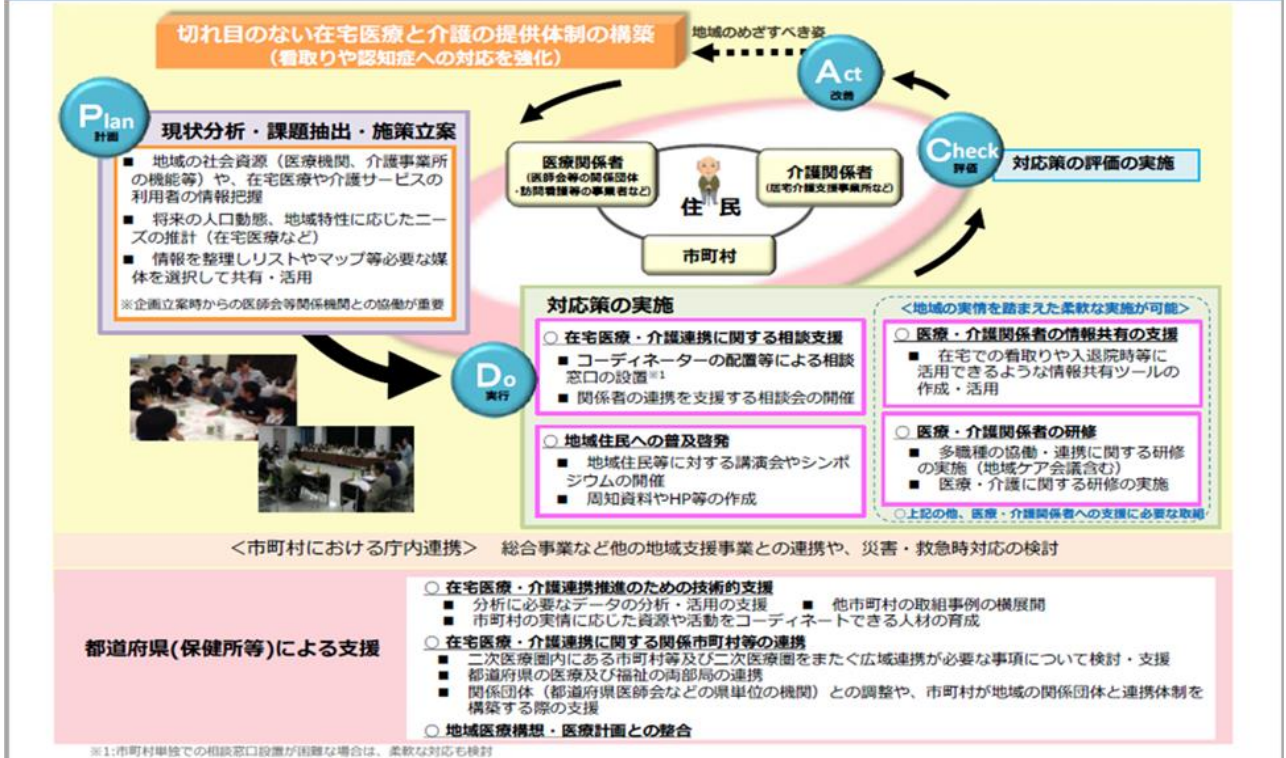 切れ目のない在宅医療と介護の提供体制の構築
（看取りや認知症への対応を強化）
地域のめざすべき姿
Act
改善
Plan
計画
現状分析・課題抽出・施策立案
■ 地域の社会資源（医療機関、介護事業所
の機能等）や、在宅医療や介護サービスの
利用者の情報把握
■ 将来の人口動態、地域特性に応じたニー
ズの推計（在宅医療など）
■ 情報を整理しリストやマップ等必要な媒
体を選択して共有・活用
※企画立案時からの医師会等関係機関との協働が重要
医療関係者
(医師会等の関係団体
・訪問看護等の事業者など)
介護関係者
(居宅介護支援事業所など)
住民
市町村
Check
評価
対応策の評価の実施
Do
実行
対応策の実施
○ 在宅医療・介護連携に関する相談支援
■ コーディネーターの配置等による相談
窓口の設置※1
■ 関係者の連携を支援する相談会の開催
○ 地域住民への普及啓発
■ 地域住民等に対する講演会やシンポ
ジウムの開催
■ 周知資料やHP等の作成
＜地域の実情を踏まえた柔軟な実施が可能＞
○ 医療・介護関係者の情報共有の支援
■ 在宅での看取りや入退院時等に
活用できるような情報共有ツールの
作成・活用
○ 医療・介護関係者の研修
■ 多職種の協働・連携に関する研修
の実施（地域ケア会議含む）
■ 医療・介護に関する研修の実施
○上記の他、医療・介護関係者への支援に必要な取組
＜市町村における庁内連携＞ 総合事業など他の地域支援事業との連携や、災害・救急時対応の検討
都道府県(保健所等)による支援
○ 在宅医療・介護連携推進のための技術的支援
■ 分析に必要なデータの分析・活用の支援 ■ 他市町村の取組事例の横展開
■ 市町村の実情に応じた資源や活動をコーディネートできる人材の育成
○ 在宅医療・介護連携に関する関係市町村等の連携
■ 二次医療圏内にある市町村等及び二次医療圏をまたぐ広域連携が必要な事項について検討・支援
■ 都道府県の医療及び福祉の両部局の連携
■ 関係団体（都道府県医師会などの県単位の機関）との調整や、市町村が地域の関係団体と連携体制を
構築する際の支援
○ 地域医療構想・医療計画との整合
※1:市町村単独での相談窓口設置が困難な場合は、柔軟な対応も検討